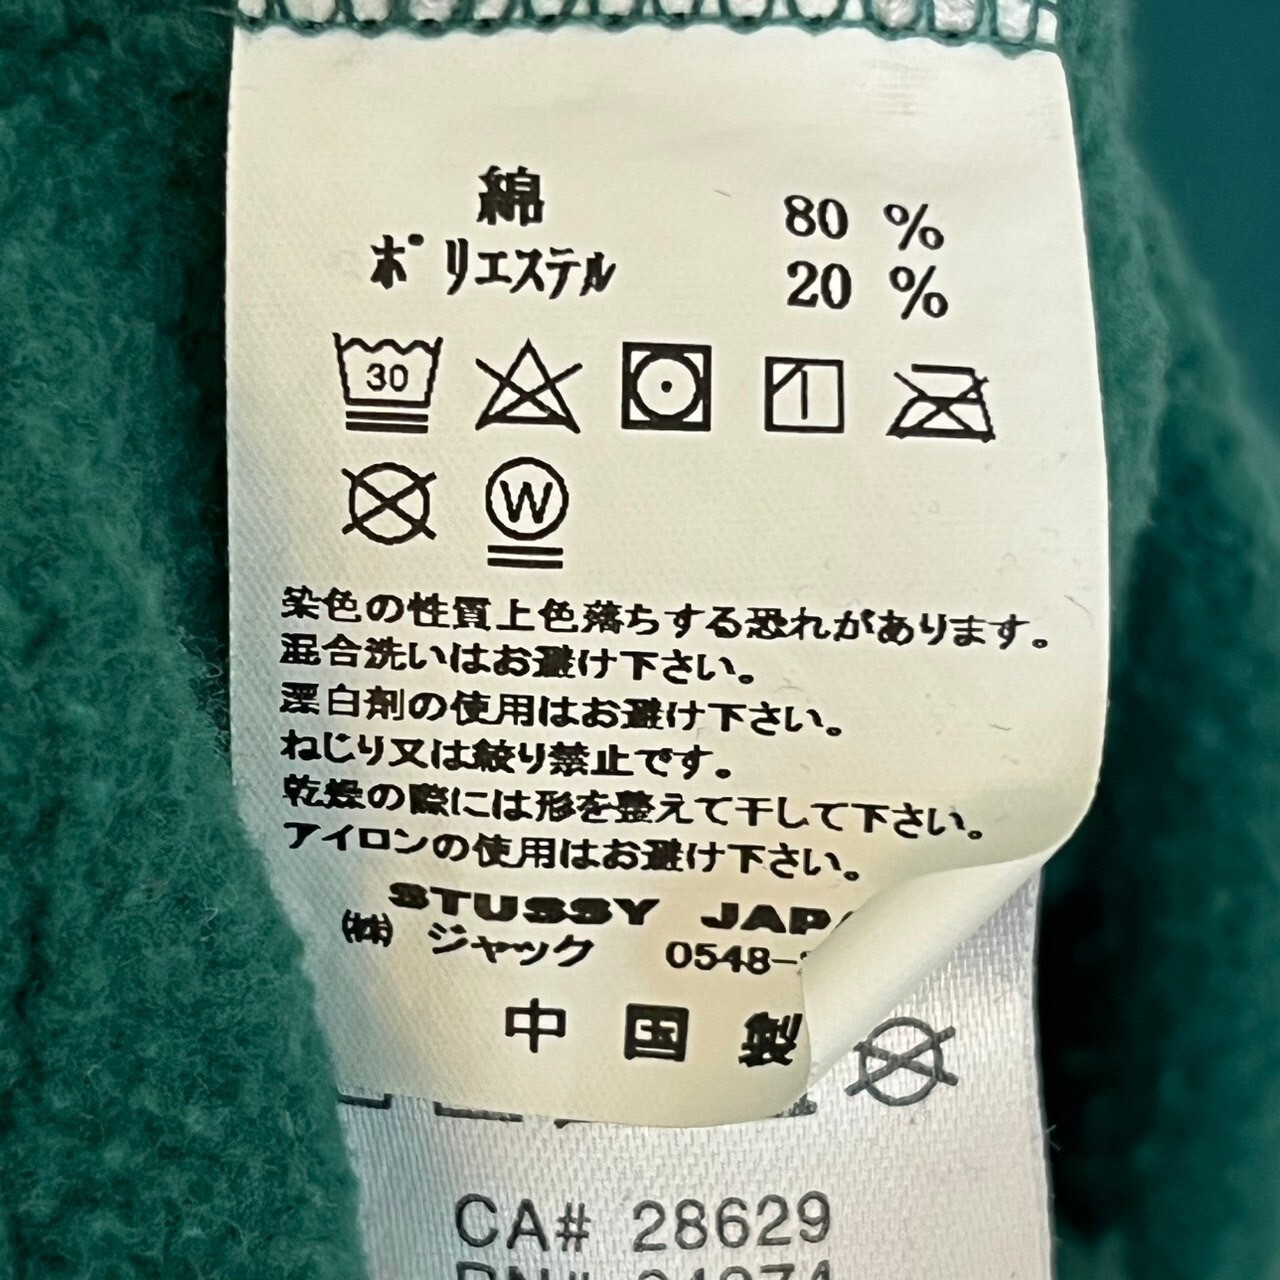 綿 80 %
ポリエステル 20 %
30
W
染色の性質上色落ちする恐れがあります。
混合洗いはお避け下さい。
漂白剤の使用はお避け下さい。
ねじり又は絞り禁止です。
乾燥の際には形を整えて干して下さい。
アイロンの使用はお避け下さい。
STUSSY
㈱ ジャック 0548-
中国製
CA# 28629